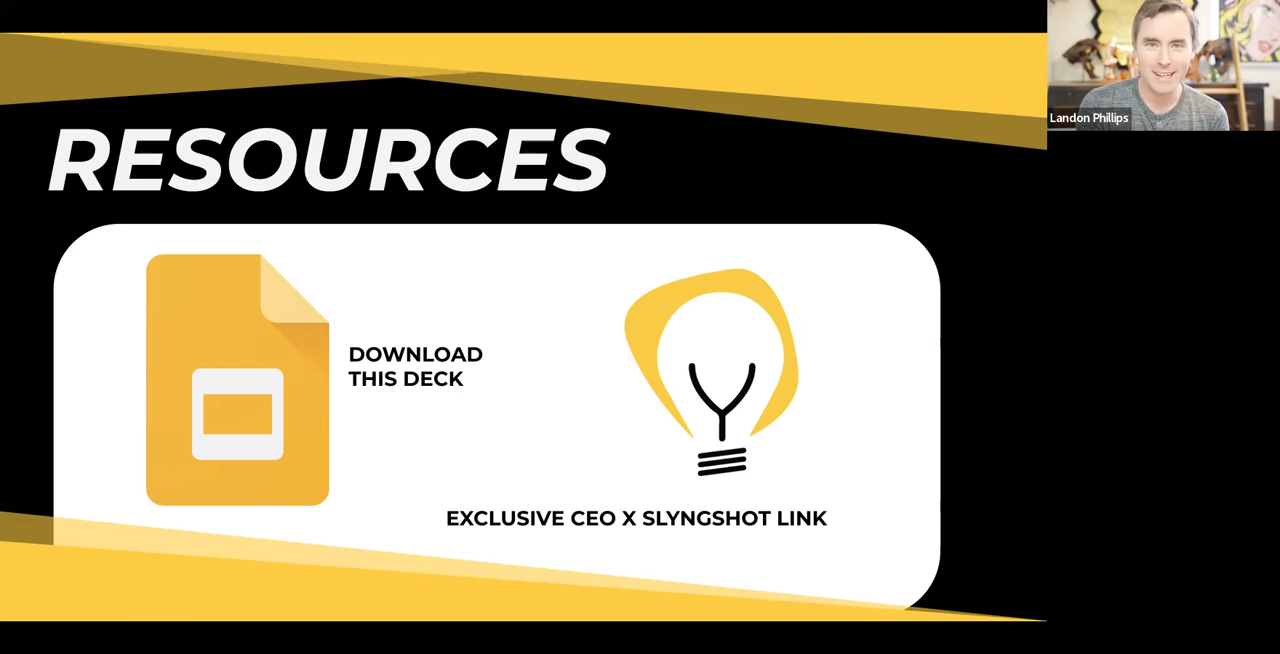 Landon Phillips
RESOURCES
DOWNLOAD
THIS DECK
EXCLUSIVE CEO X SLYNGSHOT LINK